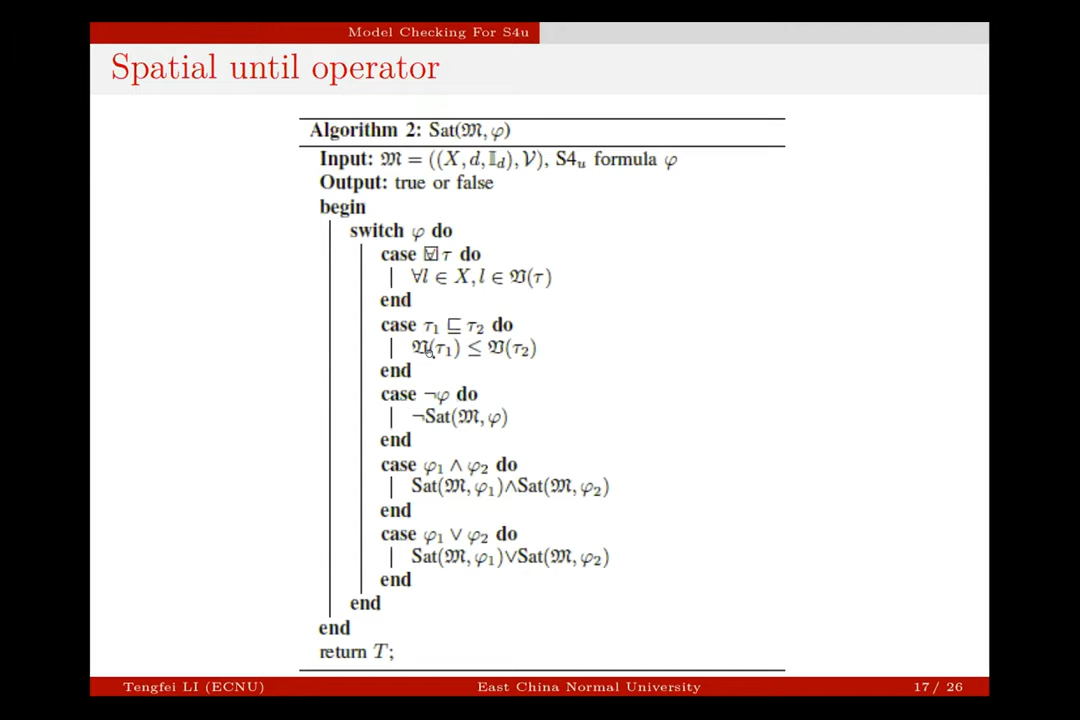 Model Checking For S4u
Spatial until operator
Algorithm 2: Sat(𝔐, φ)
Input: 𝔐 = ((X, d, 𝕀_d), 𝒱), S4_u formula φ
Output: true or false
begin
switch φ do
case ⊍ τ do
∀l ∈ X, l ∈ 𝔙(τ)
end
case τ₁ ⊑ τ₂ do
𝔙(τ₁) ≤ 𝔙(τ₂)
end
case ¬φ do
¬Sat(𝔐, φ)
end
case φ₁ ∧ φ₂ do
Sat(𝔐, φ₁)∧Sat(𝔐, φ₂)
end
case φ₁ ∨ φ₂ do
Sat(𝔐, φ₁)∨Sat(𝔐, φ₂)
end
end
end
return T;
Tengfei LI (ECNU)
East China Normal University
17 / 26